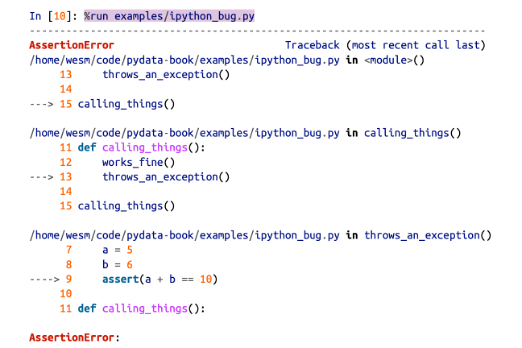 In [10]: %run examples/ipython_bug.py
---------------------------------------------------------------------------
AssertionError                            Traceback (most recent call last)
/home/wesm/code/pydata-book/examples/ipython_bug.py in <module>()
     13     throws_an_exception()
     14
---> 15 calling_things()

/home/wesm/code/pydata-book/examples/ipython_bug.py in calling_things()
     11 def calling_things():
     12     works_fine()
---> 13     throws_an_exception()
     14
     15 calling_things()

/home/wesm/code/pydata-book/examples/ipython_bug.py in throws_an_exception()
      7     a = 5
      8     b = 6
----> 9     assert(a + b == 10)
     10
     11 def calling_things():

AssertionError: